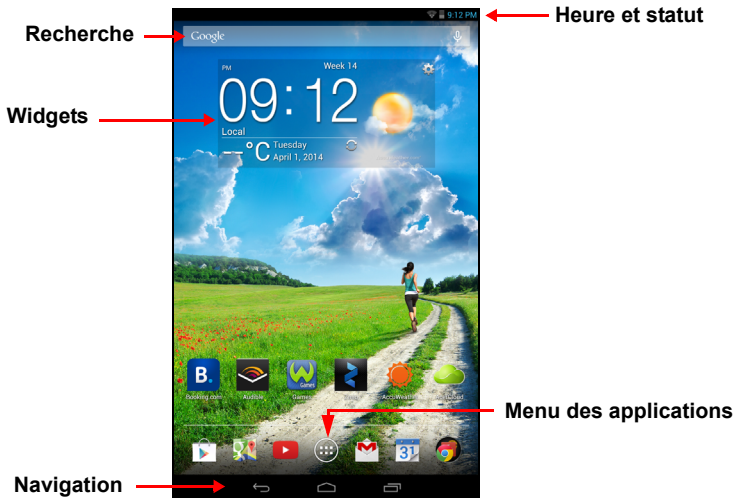 9:12 PM
Heure et statut
Recherche
Google
PM
Week 14
Widgets
09:12
Local
--°C
Tuesday
April 1, 2014
B.
Games
Booking.com
Audible
Games
AccuWeather
Menu des applications
31
Navigation